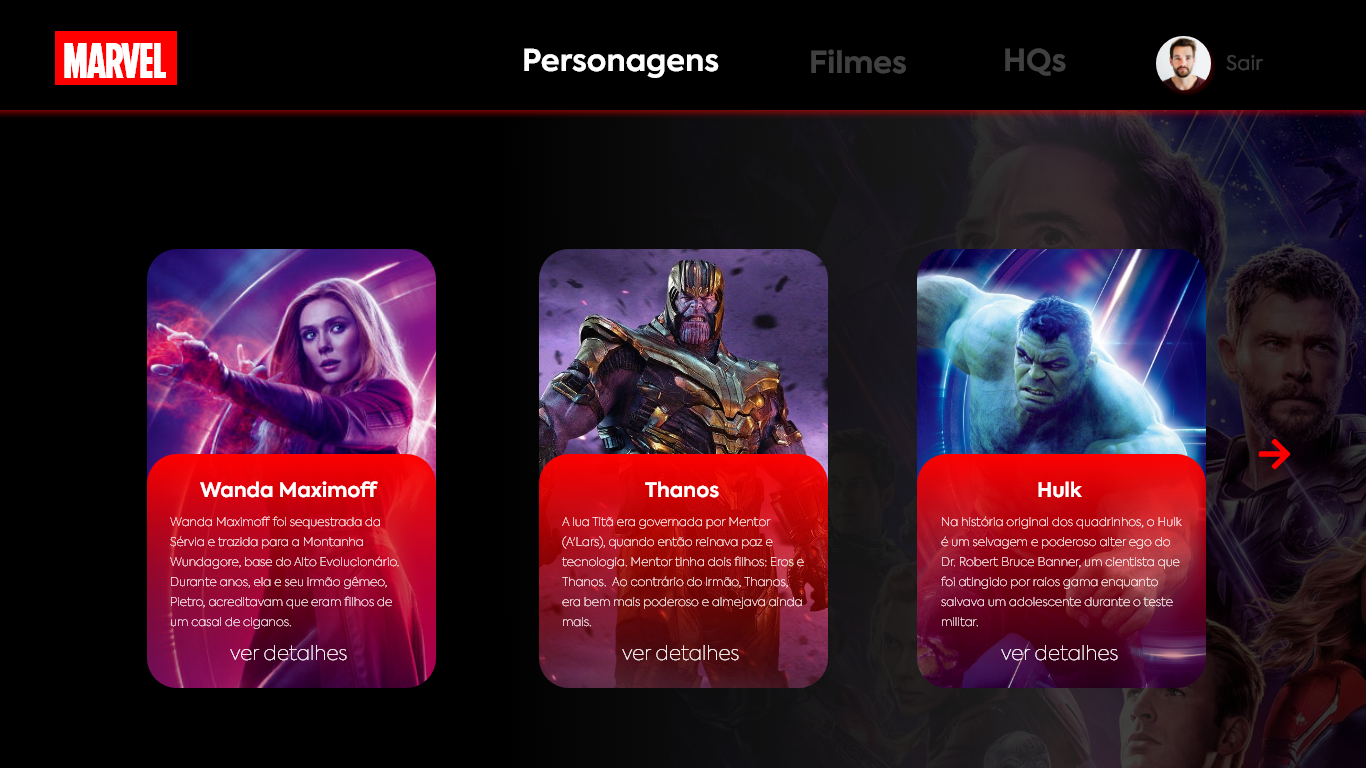 MARVEL
Personagens
Filmes
HQs
Sair
Wanda Maximoff
Wanda Maximoff foi sequestrada da
Sérvia e trazida para a Montanha
Wundagore, base do Alto Evolucionário.
Durante anos, ela e seu irmão gêmeo,
Pietro, acreditavam que eram filhos de
um casal de ciganos.
ver detalhes
Thanos
A lua Titã era governada por Mentor
(A'Lars), quando então reinava paz e
tecnologia. Mentor tinha dois filhos: Eros e
Thanos.  Ao contrário do irmão, Thanos,
era bem mais poderoso e almejava ainda
mais.
ver detalhes
Hulk
Na história original dos quadrinhos, o Hulk
é um selvagem e poderoso alter ego do
Dr. Robert Bruce Banner, um cientista que
foi atingido por raios gama enquanto
salvava um adolescente durante o teste
militar.
ver detalhes